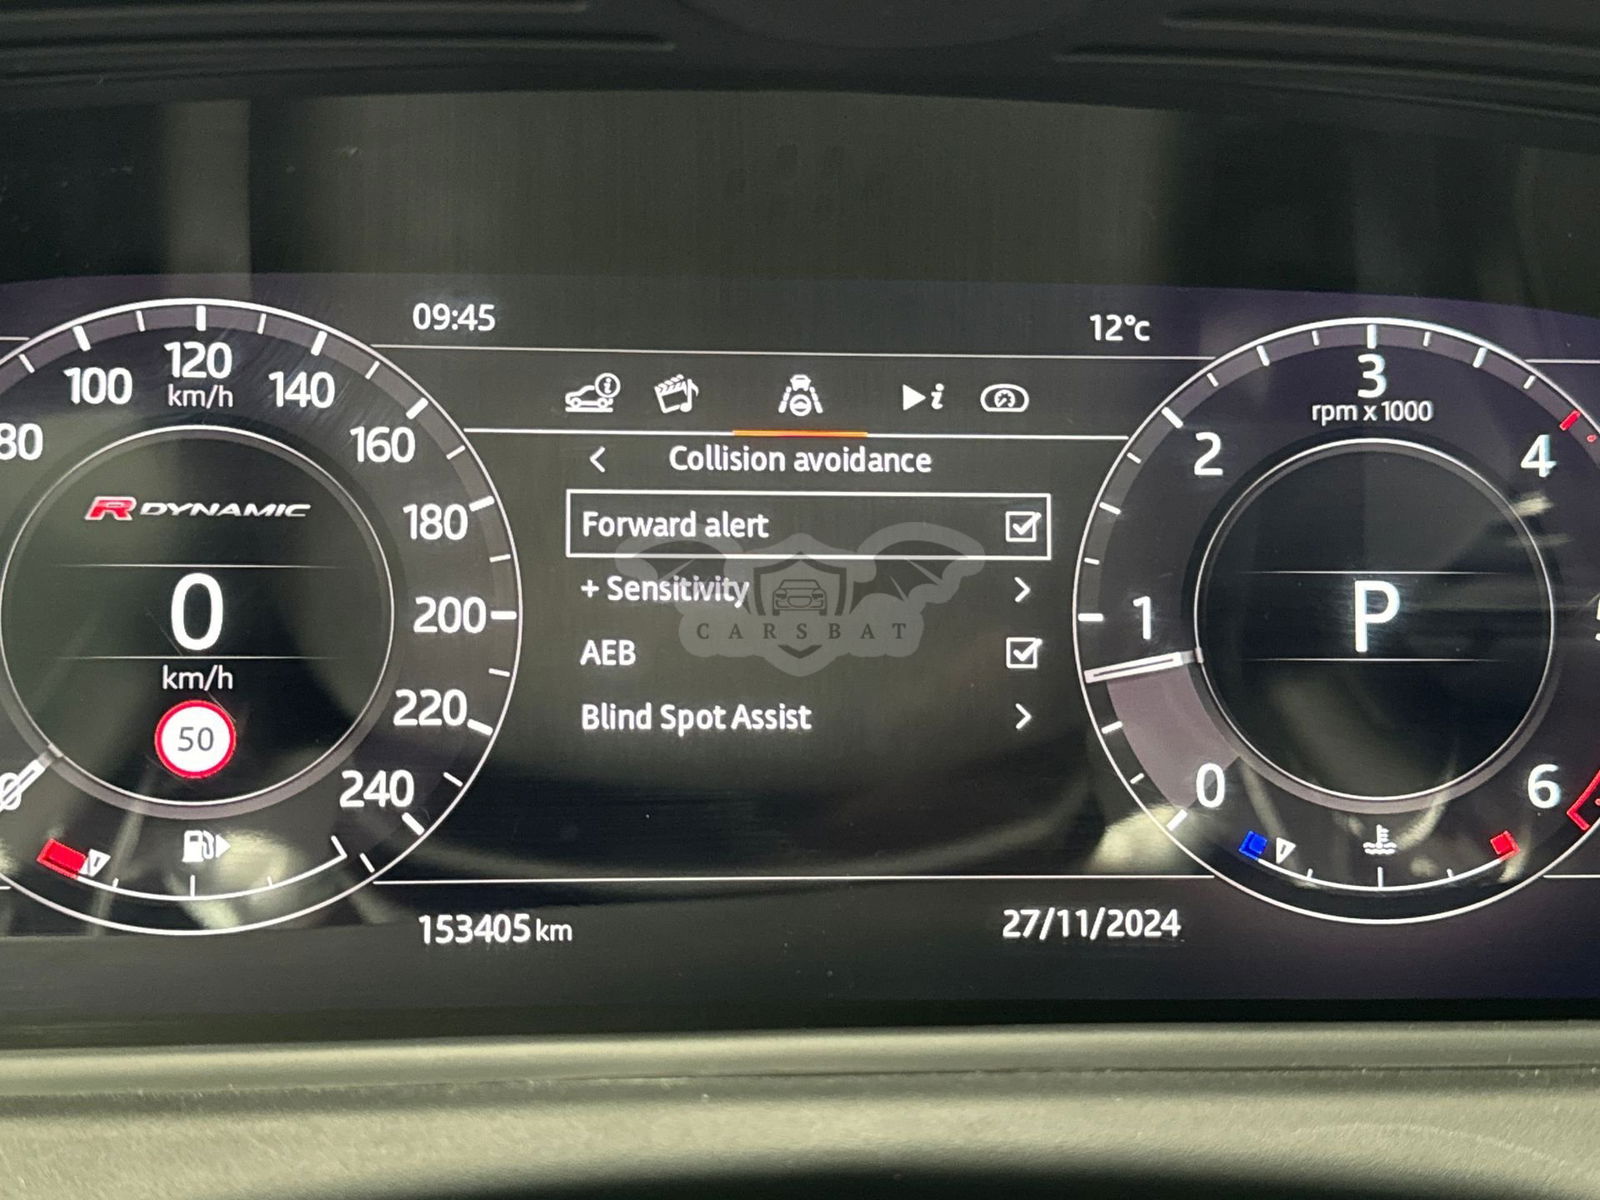 09:45
12°C
80
100
120
km/h
140
160
180
200
220
240
R DYNAMIC
0
km/h
50
Collision avoidance
Forward alert
+ Sensitivity
AEB
Blind Spot Assist
CARSBAT
3
rpm x 1000
2
4
1
0
6
P
153405 km
27/11/2024